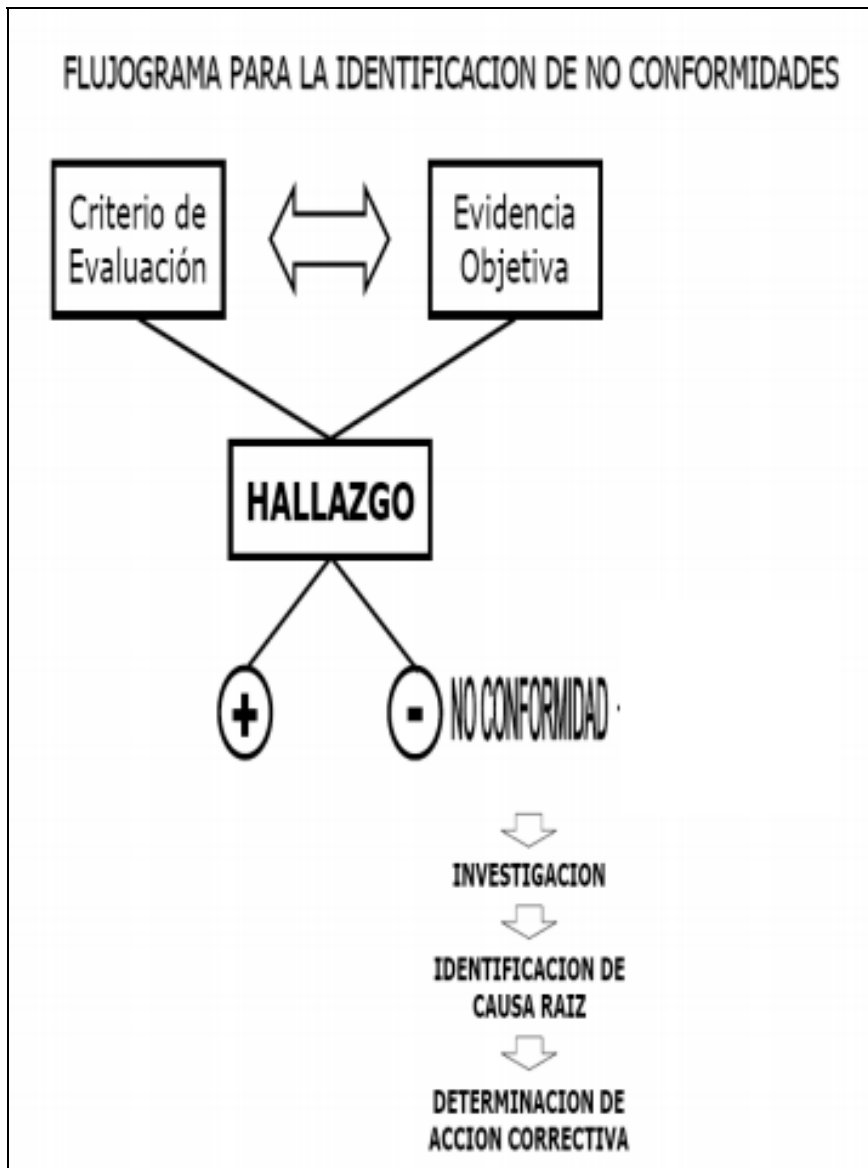 FLUJOGRAMA PARA LA IDENTIFICACION DE NO CONFORMIDADES
Criterio de
Evaluación
Evidencia
Objetiva
HALLAZGO
+
- NO CONFORMIDAD -
INVESTIGACION
IDENTIFICACION DE
CAUSA RAIZ
DETERMINACION DE
ACCION CORRECTIVA